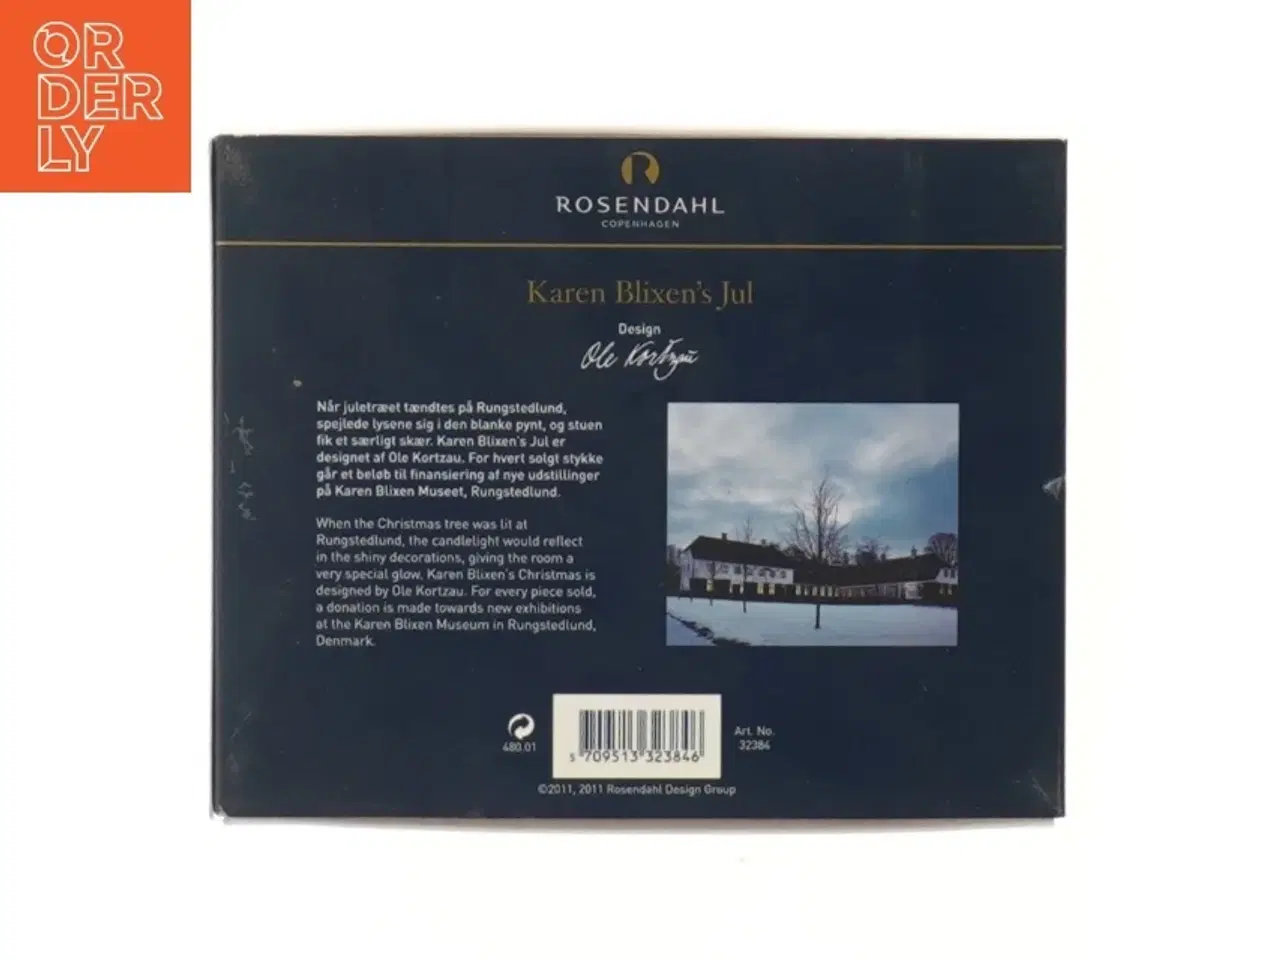 ORDERLY
ROSENDAHL
COPENHAGEN
Karen Blixen's Jul
Design
Ole Kortzau
Når juletræet tændtes på Rungstedlund,
spejlede lysene sig i den blanke pynt, og stuen
fik et særligt skær. Karen Blixen's Jul er
designet af Ole Kortzau. For hvert solgt stykke
går et beløb til finansiering af nye udstillinger
på Karen Blixen Museet, Rungstedlund.
When the Christmas tree was lit at
Rungstedlund, the candlelight would reflect
in the shiny decorations, giving the room a
very special glow. Karen Blixen's Christmas is
designed by Ole Kortzau. For every piece sold,
a donation is made towards new exhibitions
at the Karen Blixen Museum in Rungstedlund,
Denmark.
480.01
5 709513 323846
Art. No.
32384
©2011, 2011 Rosendahl Design Group